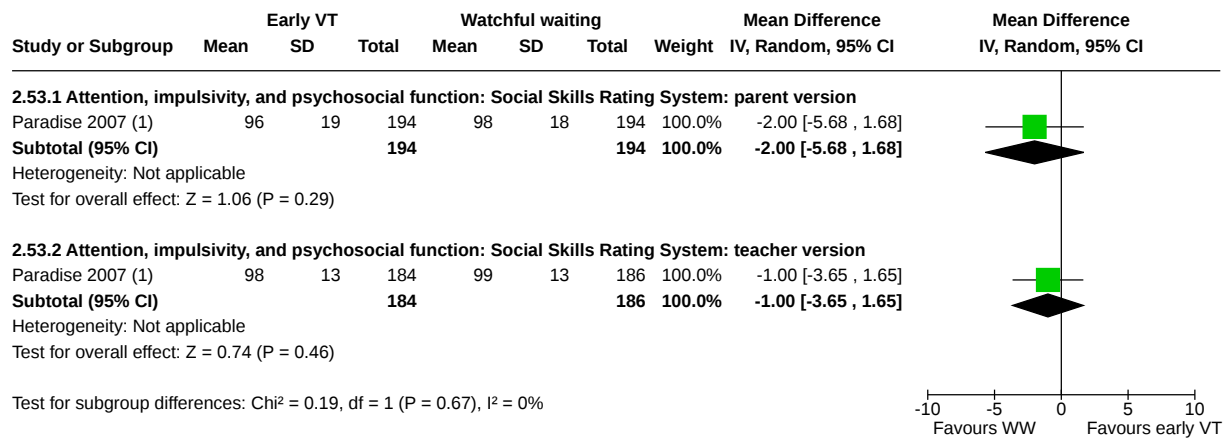 Early VT Watchful waiting Mean Difference Mean Difference
Study or Subgroup Mean SD Total Mean SD Total Weight IV, Random, 95% CI IV, Random, 95% CI
2.53.1 Attention, impulsivity, and psychosocial function: Social Skills Rating System: parent version
Paradise 2007 (1) 96 19 194 98 18 194 100.0% -2.00 [-5.68 , 1.68]
Subtotal (95% CI) 194 194 100.0% -2.00 [-5.68 , 1.68]
Heterogeneity: Not applicable
Test for overall effect: Z = 1.06 (P = 0.29)
2.53.2 Attention, impulsivity, and psychosocial function: Social Skills Rating System: teacher version
Paradise 2007 (1) 98 13 184 99 13 186 100.0% -1.00 [-3.65 , 1.65]
Subtotal (95% CI) 184 186 100.0% -1.00 [-3.65 , 1.65]
Heterogeneity: Not applicable
Test for overall effect: Z = 0.74 (P = 0.46)
Test for subgroup differences: Chi² = 0.19, df = 1 (P = 0.67), I² = 0%
-10 -5 0 5 10
Favours WW Favours early VT